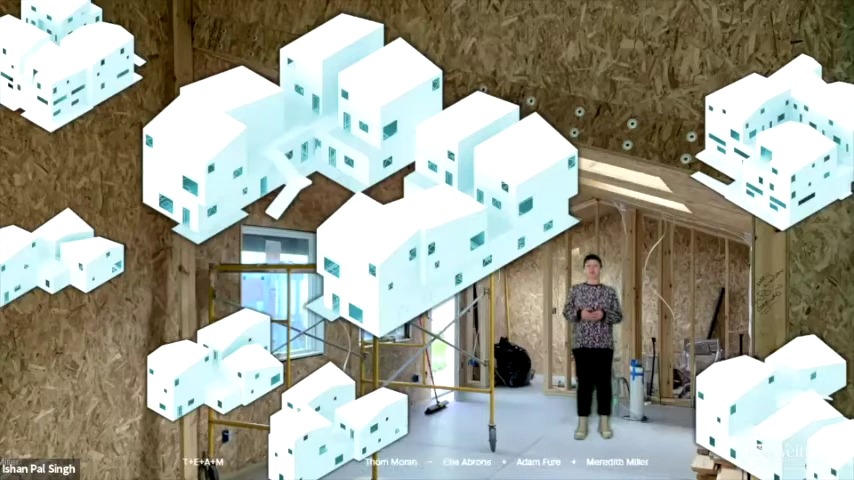 T+E+A+M
Thom Moran – Ellie Abrons + Adam Fure + Meredith Miller
Ishan Pal Singh